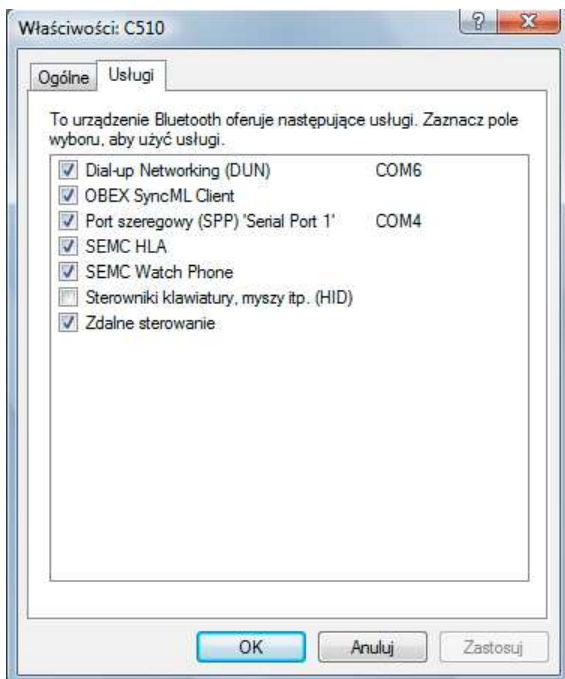 Właściwości: C510
Ogólne Usługi
To urządzenie Bluetooth oferuje następujące usługi. Zaznacz pole
wyboru, aby użyć usługi.
Dial-up Networking (DUN) COM6
OBEX SyncML Client
Port szeregowy (SPP) 'Serial Port 1' COM4
SEMC HLA
SEMC Watch Phone
Sterowniki klawiatury, myszy itp. (HID)
Zdalne sterowanie
OK Anuluj Zastosuj